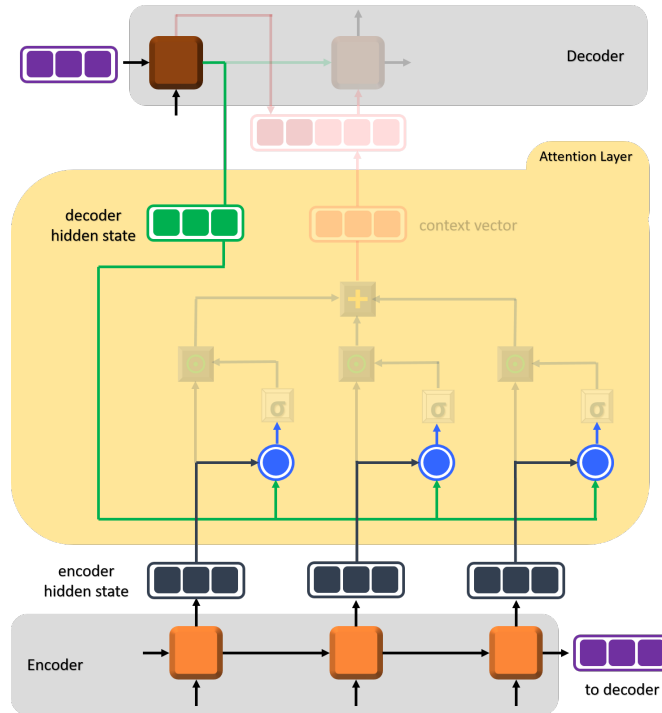 Decoder
Attention Layer
decoder
hidden state
context vector
σ
σ
σ
encoder
hidden state
Encoder
to decoder